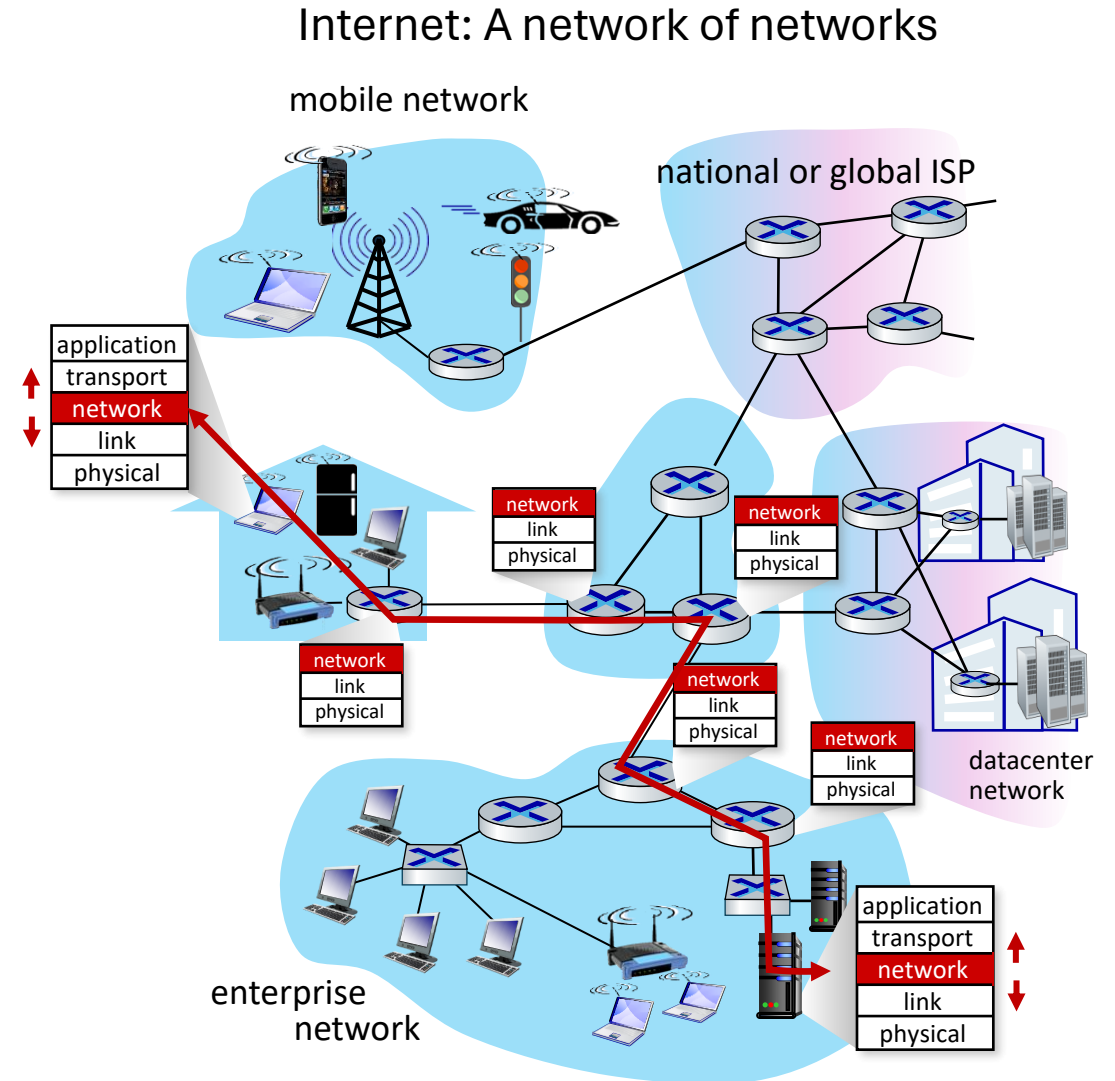 Internet: A network of networks
mobile network
national or global ISP
application
transport
network
link
physical
network
link
physical
network
link
physical
network
link
physical
network
link
physical
network
link
physical
datacenter
network
application
transport
network
link
physical
enterprise
network